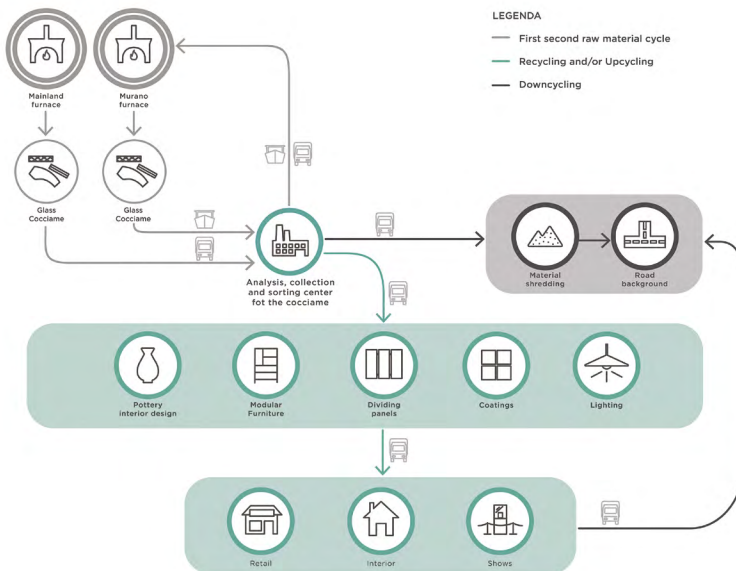 LEGENDA
First second raw material cycle
Recycling and/or Upcycling
Downcycling
Mainland
furnace
Murano
furnace
Glass
Cocciame
Glass
Cocciame
Analysis, collection
and sorting center
fot the cocciame
Material
shredding
Road
background
Pottery
interior design
Modular
Furniture
Dividing
panels
Coatings
Lighting
Retail
Interior
Shows